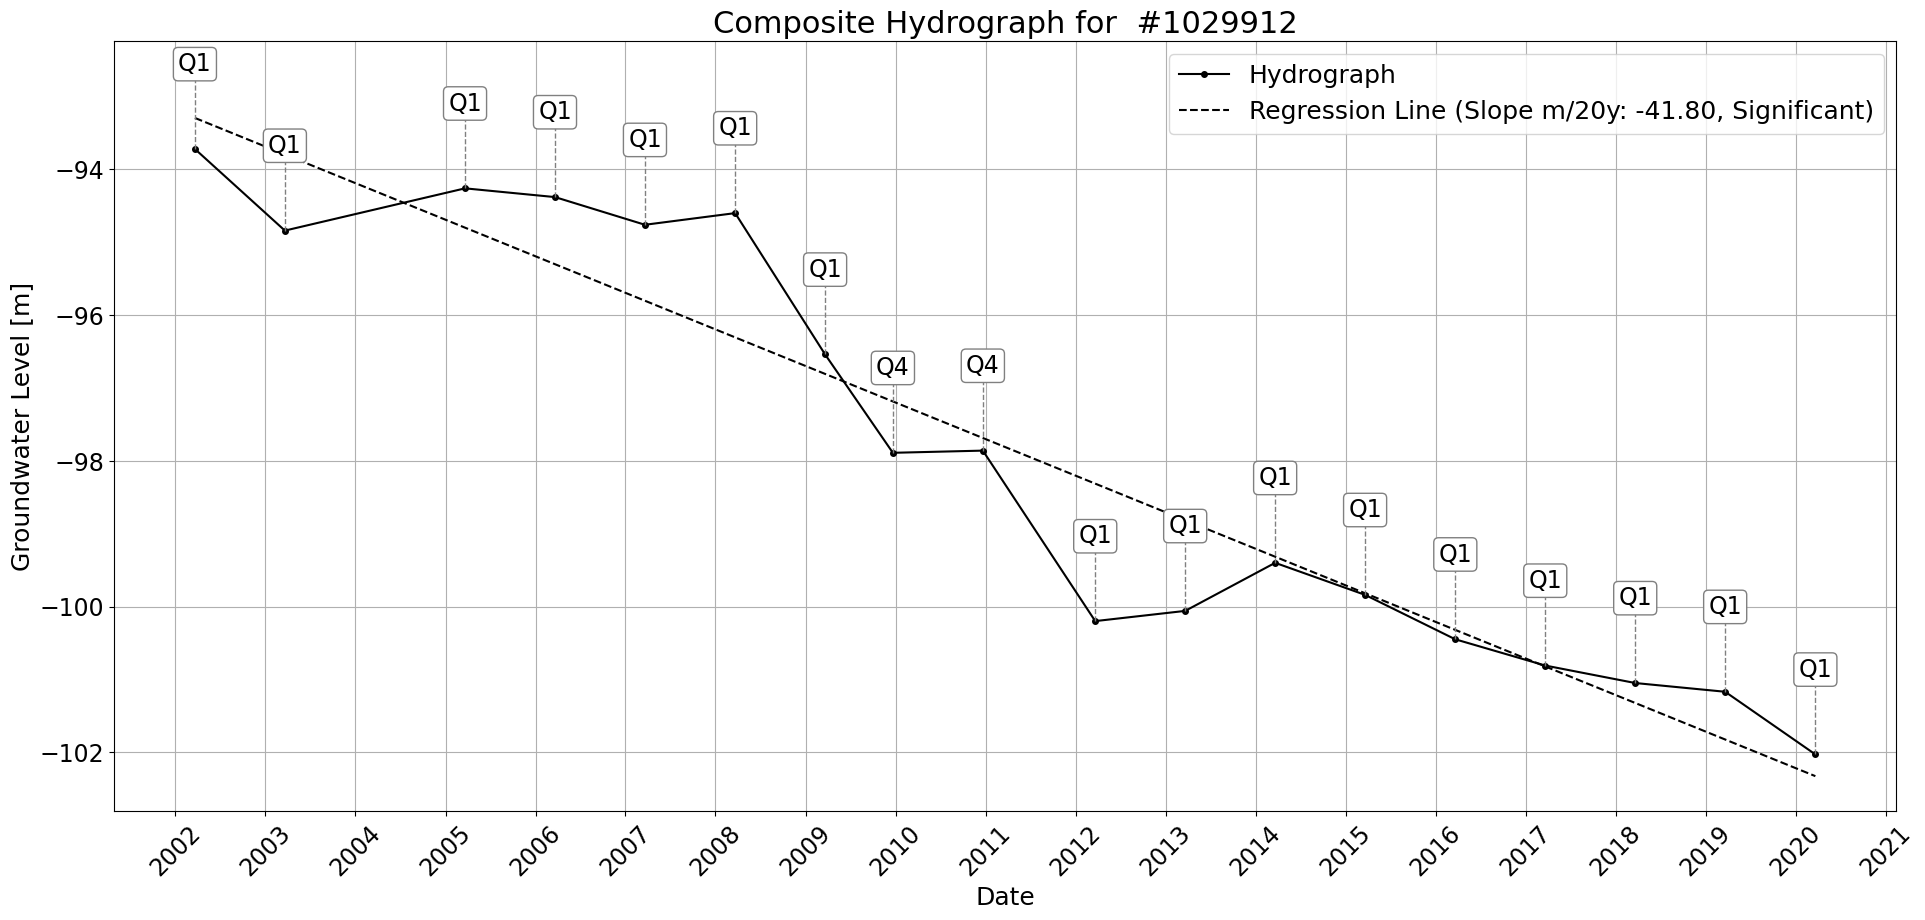 Composite Hydrograph for  #1029912
Hydrograph
Regression Line (Slope m/20y: -41.80, Significant)
Q1
Q1
Q1
Q1
Q1
Q1
Q1
Q4
Q4
Q1
Q1
Q1
Q1
Q1
Q1
Q1
Q1
Q1
Groundwater Level [m]
−94
−96
−98
−100
−102
2002
2003
2004
2005
2006
2007
2008
2009
2010
2011
2012
2013
2014
2015
2016
2017
2018
2019
2020
2021
Date